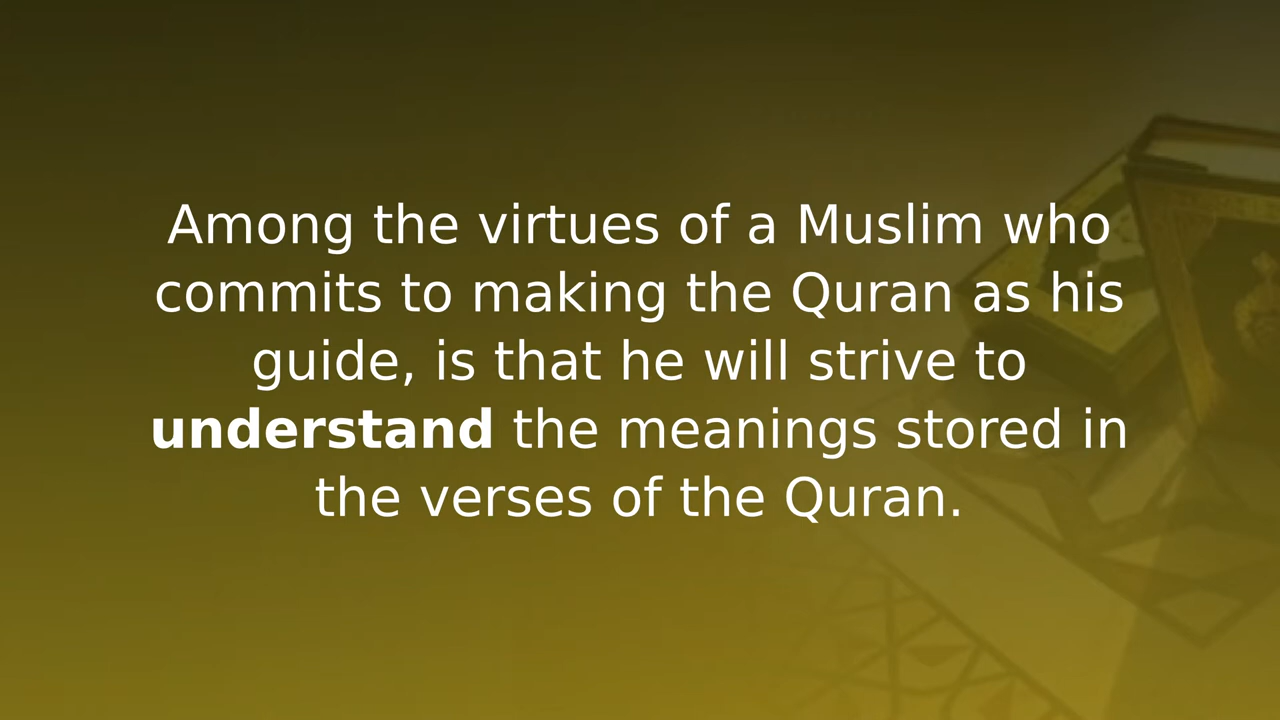 Among the virtues of a Muslim who
commits to making the Quran as his
guide, is that he will strive to
understand the meanings stored in
the verses of the Quran.